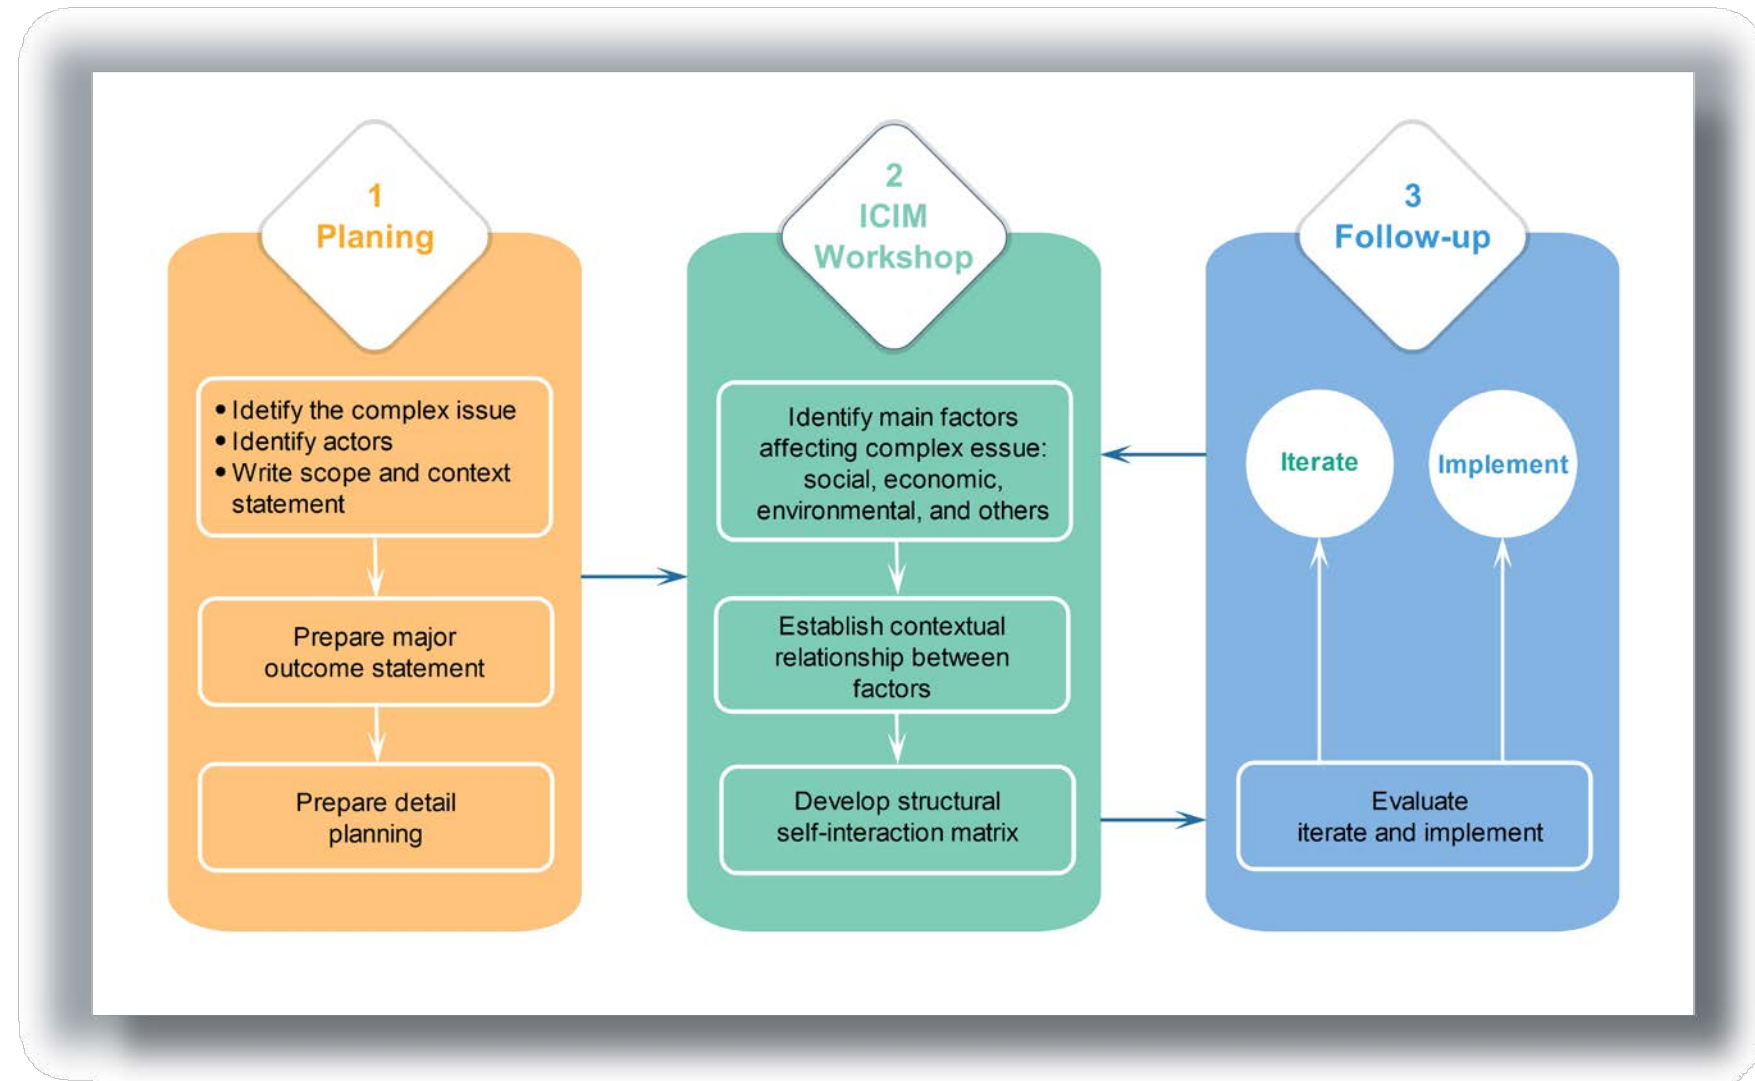 1
Planing
• Idetify the complex issue
• Identify actors
• Write scope and context
statement
Prepare major
outcome statement
Prepare detail
planning
2
ICIM
Workshop
Identify main factors
affecting complex essue:
social, economic,
environmental, and others
Establish contextual
relationship between
factors
Develop structural
self-interaction matrix
3
Follow-up
Iterate
Implement
Evaluate
iterate and implement